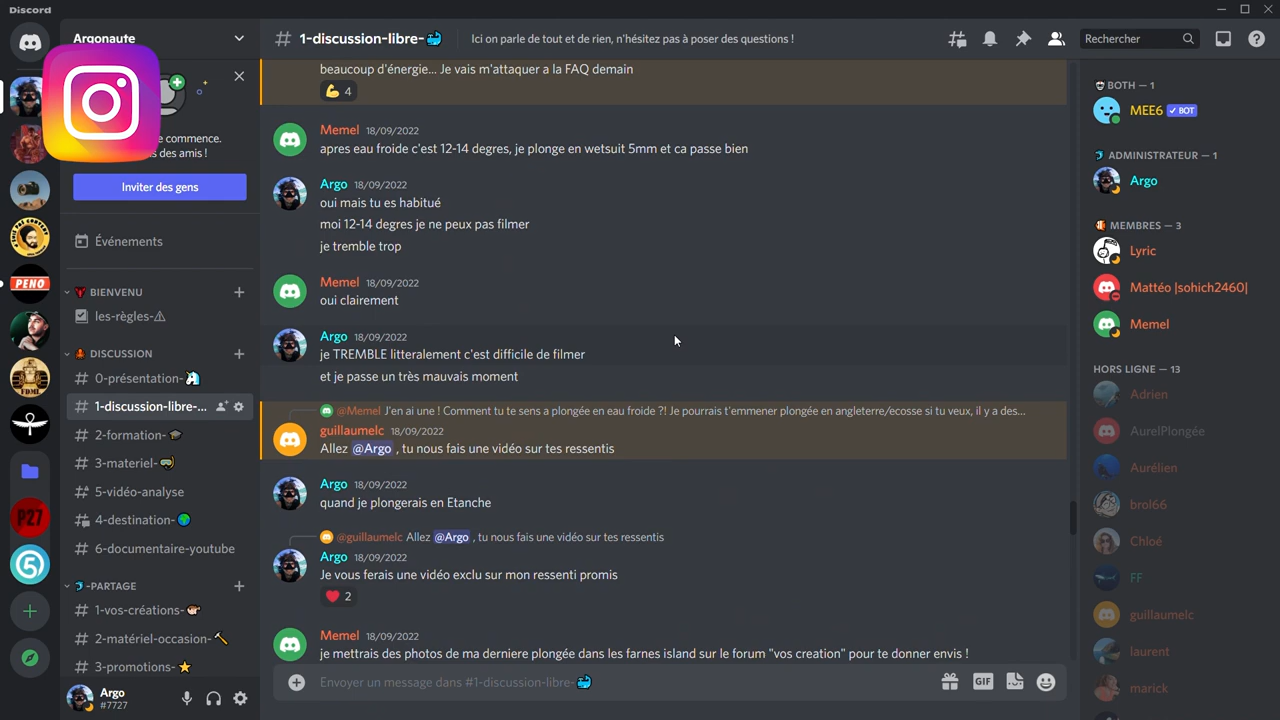 Discord
Argonaute
e commence.
s des amis !
Inviter des gens
Événements
BIENVENU
les-règles-⚠
DISCUSSION
0-présentation-🦄
1-discussion-libre-...
2-formation-🎓
3-materiel-🤿
5-vidéo-analyse
4-destination-🌍
6-documentaire-youtube
-PARTAGE
1-vos-créations-
2-matériel-occasion-🔨
3-promotions-⭐
Argo
#7727
PENO
FDME
P27
1-discussion-libre-🐳
Ici on parle de tout et de rien, n'hésitez pas à poser des questions !
Rechercher
beaucoup d'énergie... Je vais m'attaquer a la FAQ demain
💪 4
Memel 18/09/2022
apres eau froide c'est 12-14 degres, je plonge en wetsuit 5mm et ca passe bien
Argo 18/09/2022
oui mais tu es habitué
moi 12-14 degres je ne peux pas filmer
je tremble trop
Memel 18/09/2022
oui clairement
Argo 18/09/2022
je TREMBLE litteralement c'est difficile de filmer
et je passe un très mauvais moment
@Memel J'en ai une ! Comment tu te sens a plongée en eau froide ?! Je pourrais t'emmener plongée en angleterre/ecosse si tu veux, il y a des...
guillaumelc 18/09/2022
Allez @Argo , tu nous fais une vidéo sur tes ressentis
Argo 18/09/2022
quand je plongerais en Etanche
@guillaumelc Allez @Argo , tu nous fais une vidéo sur tes ressentis
Argo 18/09/2022
Je vous ferais une vidéo exclu sur mon ressenti promis
❤ 2
Memel 18/09/2022
je mettrais des photos de ma derniere plongée dans les farnes island sur le forum "vos creation" pour te donner envis !
Envoyer un message dans #1-discussion-libre-🐳
GIF
BOTH — 1
MEE6 ✓ BOT
ADMINISTRATEUR — 1
Argo
MEMBRES — 3
Lyric
Mattéo |sohich2460|
Memel
HORS LIGNE — 13
Adrien
AurelPlongée
Aurélien
brol66
Chloé
FF
guillaumelc
laurent
marick